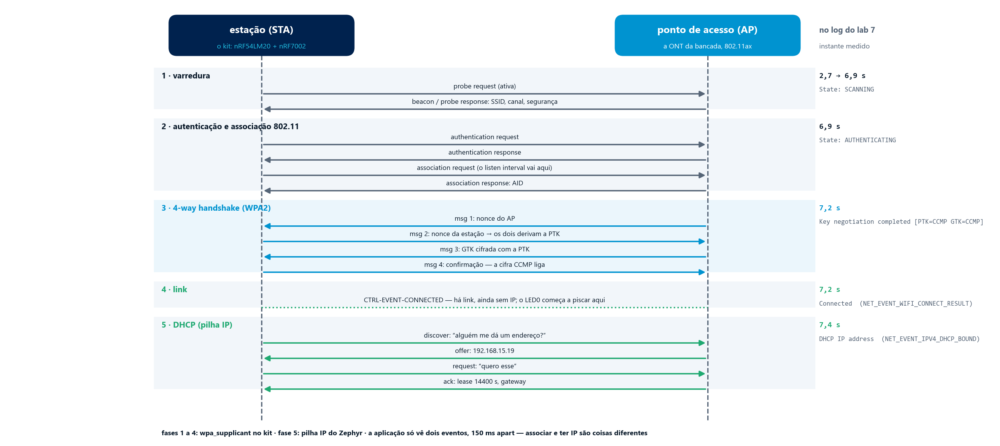 estação (STA)
o kit: nRF54LM20 + nRF7002
ponto de acesso (AP)
a ONT da bancada, 802.11ax
no log do lab 7
instante medido
1 · varredura
2,7 → 6,9 s
probe request (ativa)
State: SCANNING
beacon / probe response: SSID, canal, segurança
2 · autenticação e associação 802.11
6,9 s
authentication request
State: AUTHENTICATING
authentication response
association request (o listen interval vai aqui)
association response: AID
3 · 4-way handshake (WPA2)
7,2 s
msg 1: nonce do AP
Key negotiation completed [PTK=CCMP GTK=CCMP]
msg 2: nonce da estação → os dois derivam a PTK
msg 3: GTK cifrada com a PTK
msg 4: confirmação — a cifra CCMP liga
4 · link
7,2 s
CTRL-EVENT-CONNECTED — há link, ainda sem IP; o LED0 começa a piscar aqui
Connected (NET_EVENT_WIFI_CONNECT_RESULT)
5 · DHCP (pilha IP)
7,4 s
discover: “alguém me dá um endereço?”
DHCP IP address (NET_EVENT_IPV4_DHCP_BOUND)
offer: 192.168.15.19
request: “quero esse”
ack: lease 14400 s, gateway
fases 1 a 4: wpa_supplicant no kit · fase 5: pilha IP do Zephyr · a aplicação só vê dois eventos, 150 ms apart — associar e ter IP são coisas diferentes